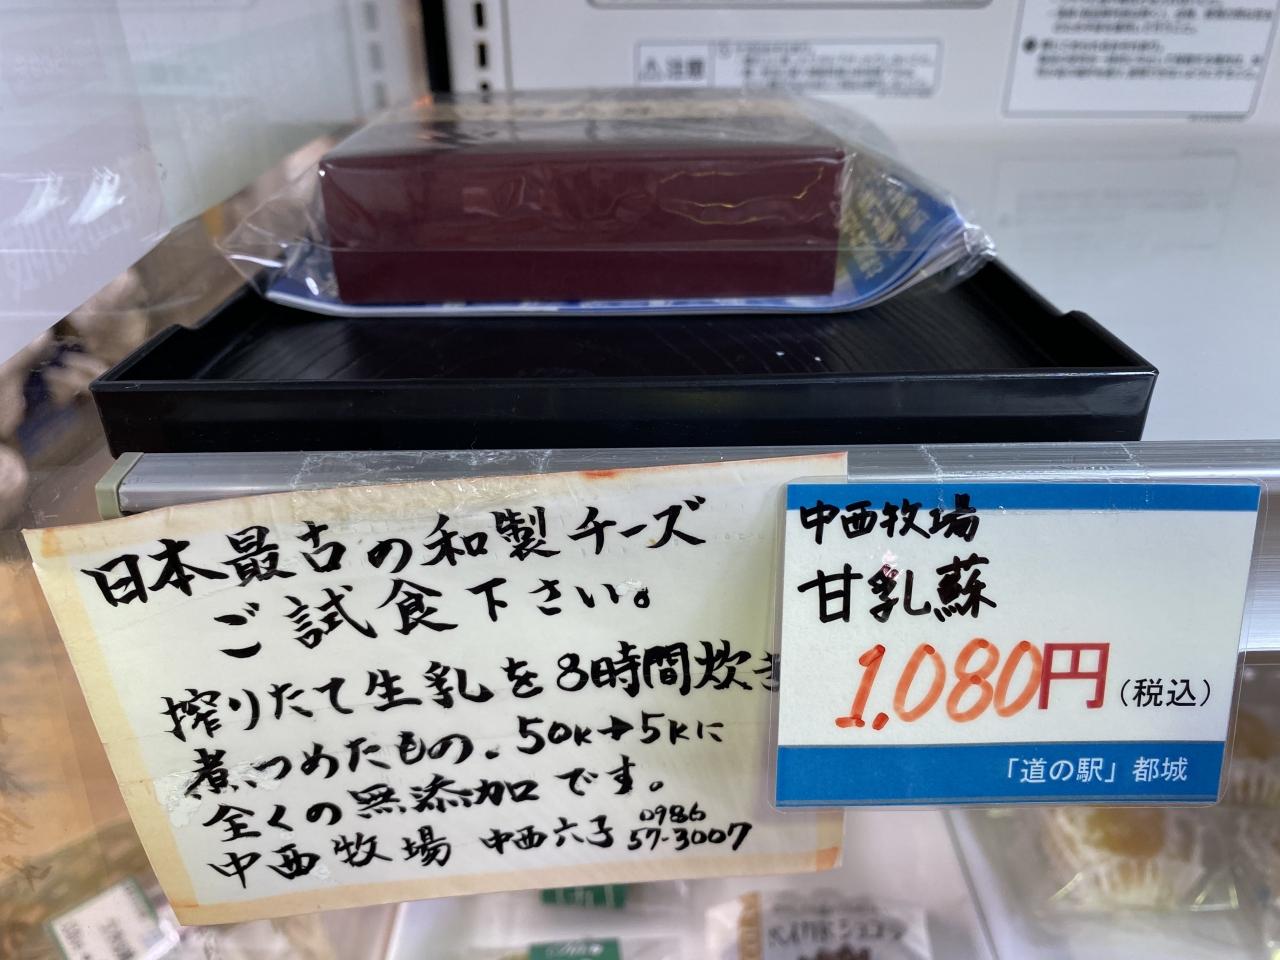 注意
日本最古の和製チーズ
ご試食下さい。
搾りたて生乳を8時間炊き
煮つめたもの、50K→5Kに
全くの無添加です。
中西牧場 中西六子 0986
57-3007
中西牧場
甘乳蘇
1,080円(税込)
「道の駅」都城